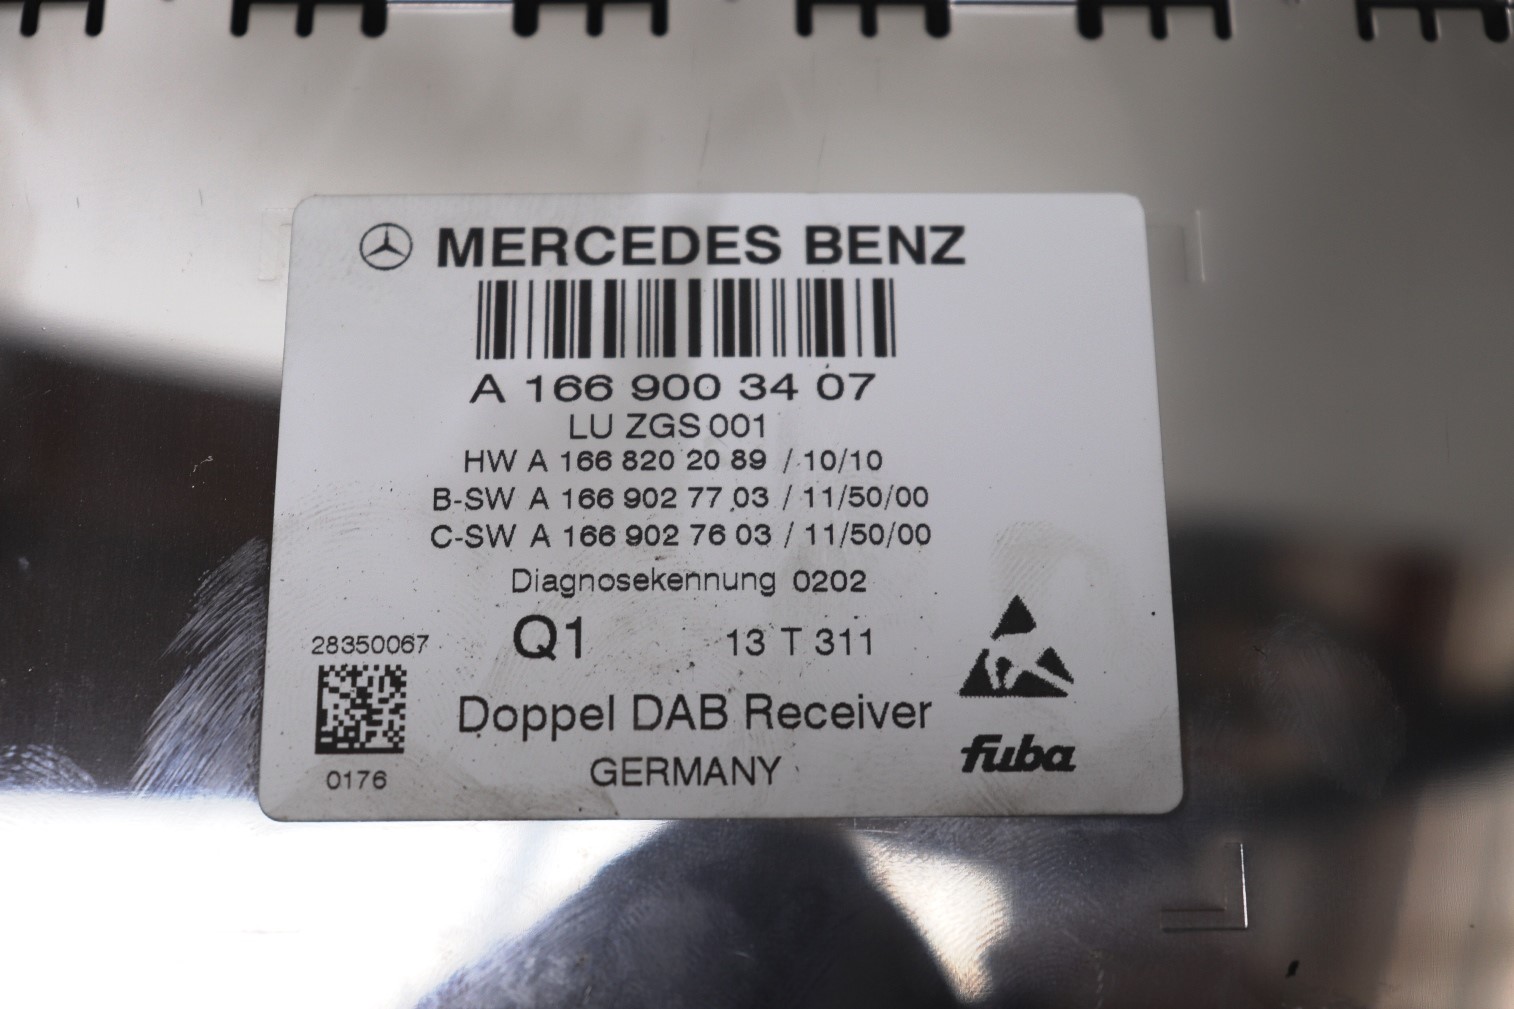 MERCEDES BENZ
A 166 900 34 07
LU ZGS 001
HW A 166 820 20 89 / 10/10
B-SW A 166 902 77 03 / 11/50/00
C-SW A 166 902 76 03 / 11/50/00
Diagnosekennung 0202
28350067 Q1 13 T 311
Doppel DAB Receiver
0176 GERMANY fuba